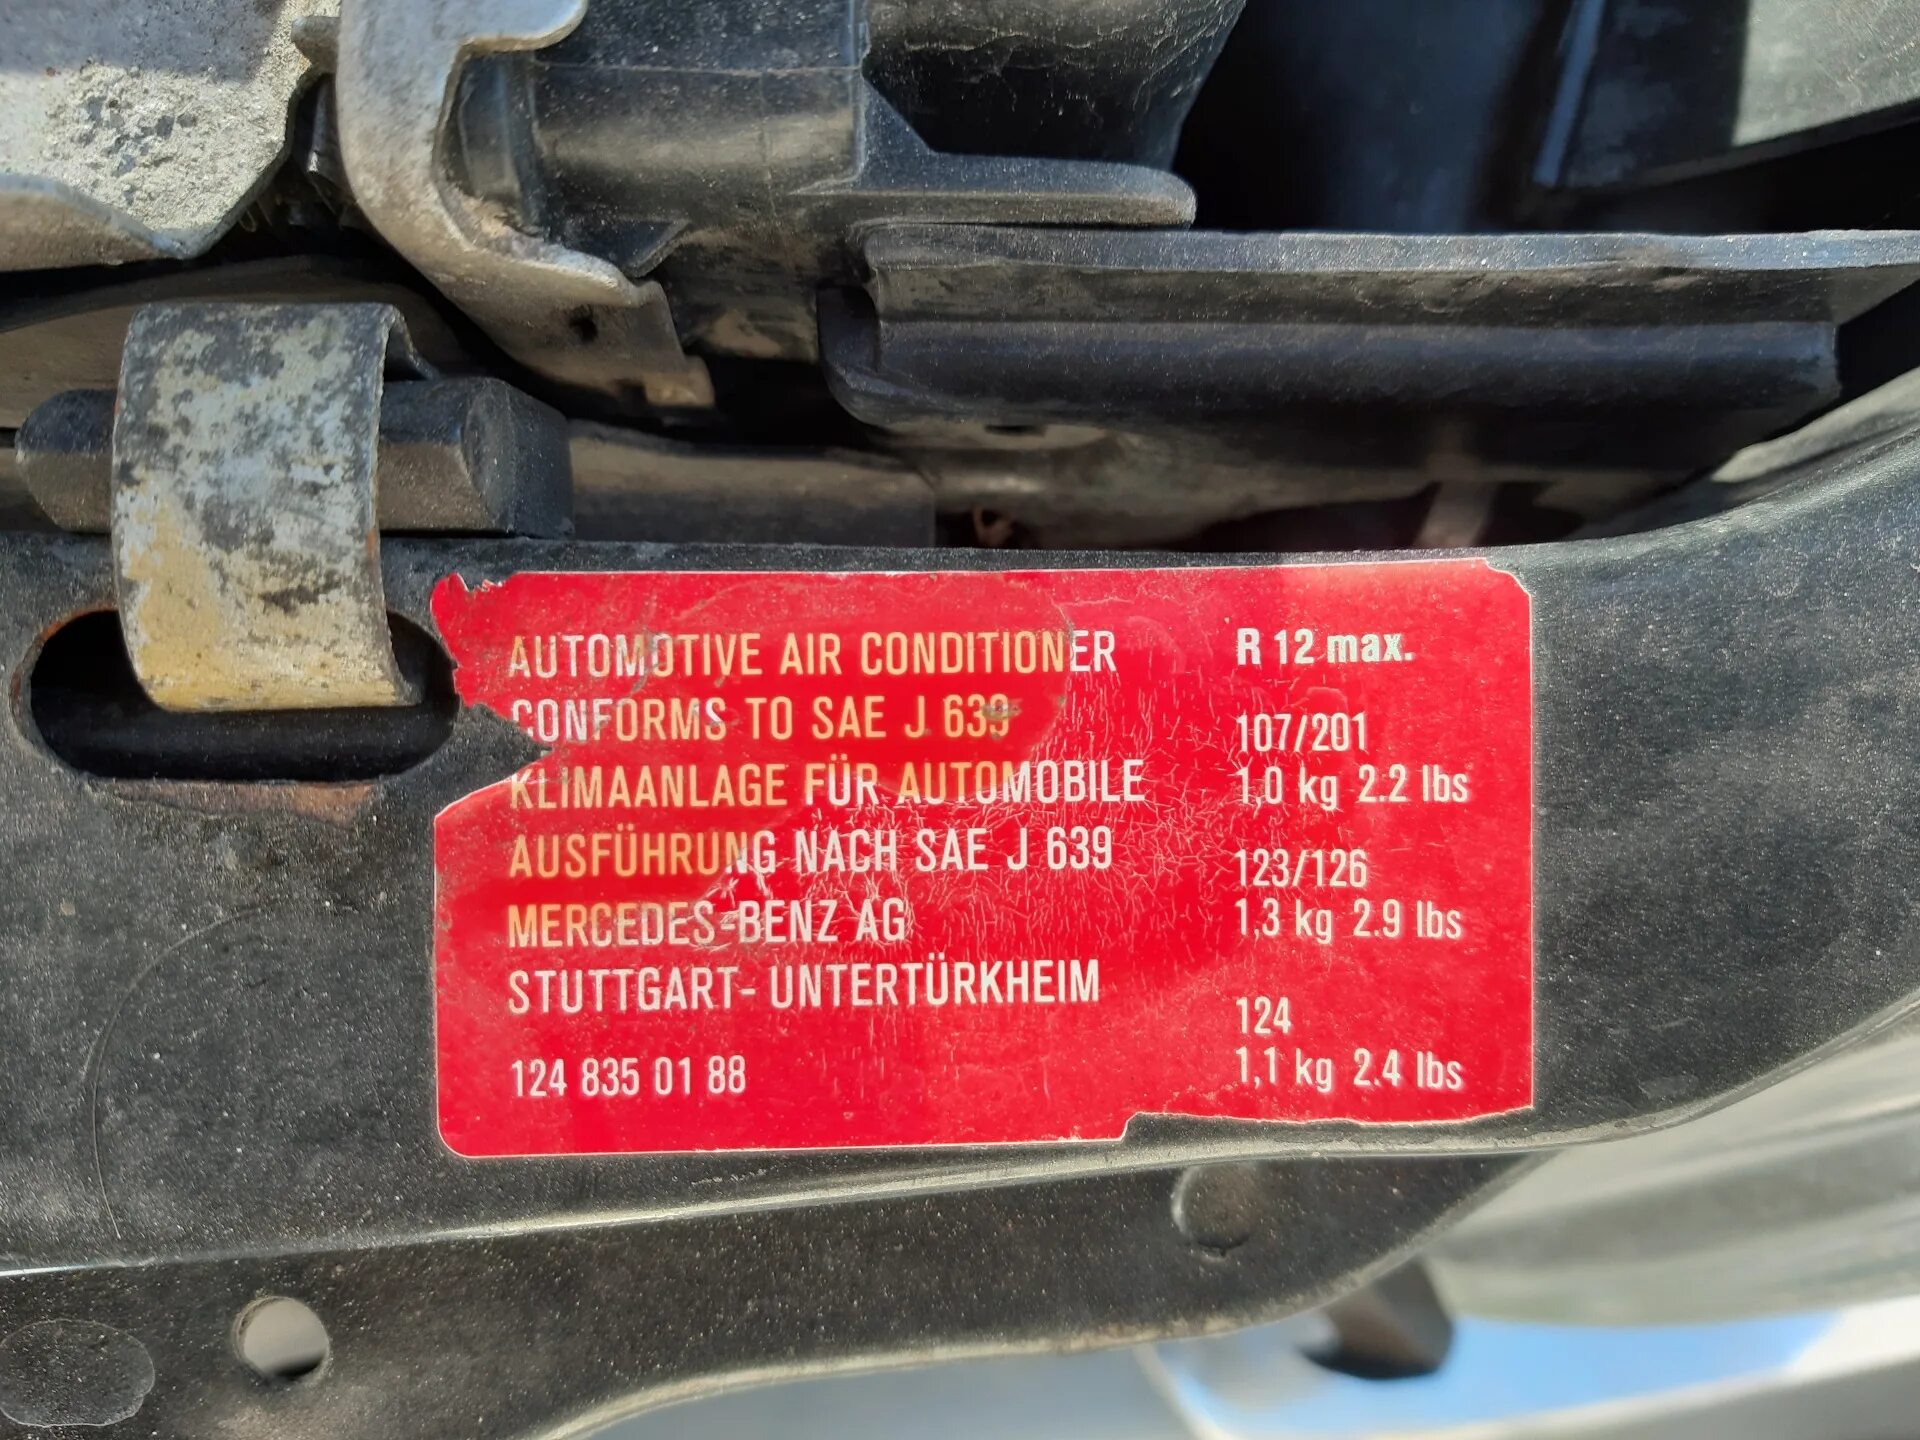 AUTOMOTIVE AIR CONDITIONER
CONFORMS TO SAE J 639
KLIMAANLAGE FÜR AUTOMOBILE
AUSFÜHRUNG NACH SAE J 639
MERCEDES-BENZ AG
STUTTGART- UNTERTÜRKHEIM
124 835 01 88
R 12 max.
107/201
1,0 kg 2.2 lbs
123/126
1,3 kg 2.9 lbs
124
1,1 kg 2.4 lbs